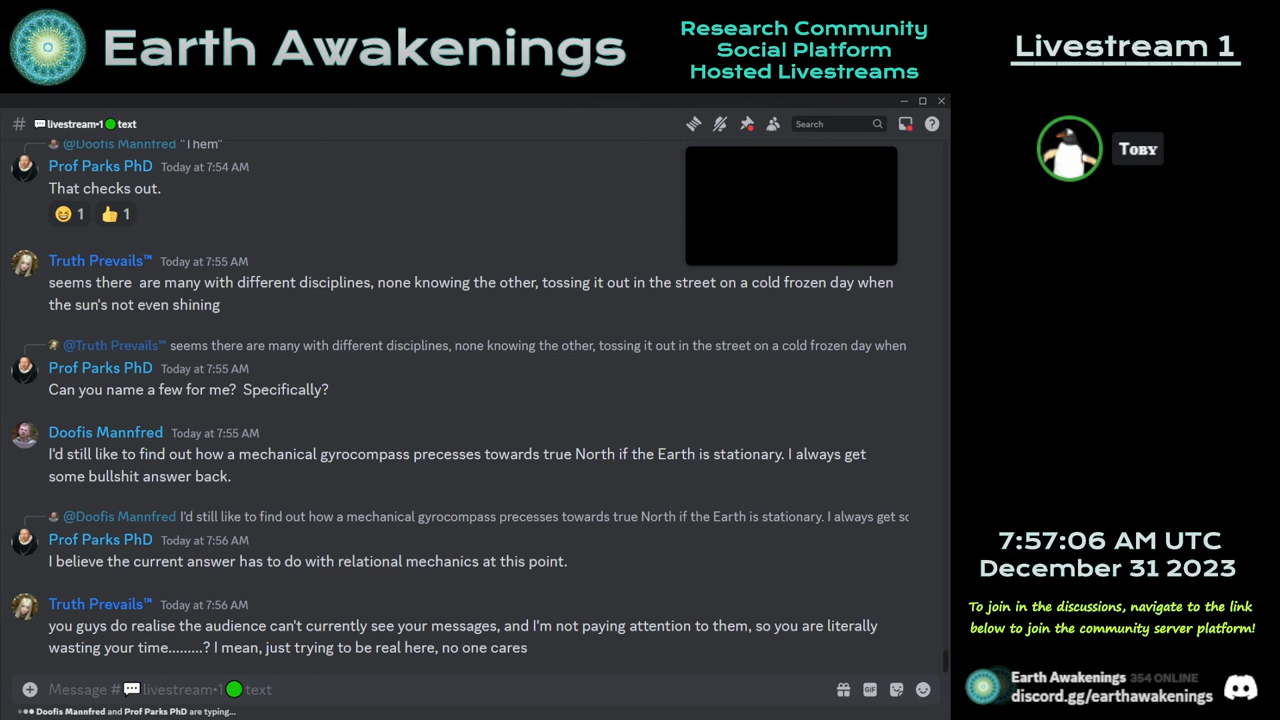 Earth Awakenings
Research Community
Social Platform
Hosted Livestreams
Livestream 1
# livestream•1 text
Search
@Doofis Mannfred "Them"
Prof Parks PhD Today at 7:54 AM
That checks out.
1 1
Truth Prevails™ Today at 7:55 AM
seems there are many with different disciplines, none knowing the other, tossing it out in the street on a cold frozen day when
the sun's not even shining
@Truth Prevails™ seems there are many with different disciplines, none knowing the other, tossing it out in the street on a cold frozen day when
Prof Parks PhD Today at 7:55 AM
Can you name a few for me? Specifically?
Doofis Mannfred Today at 7:55 AM
I'd still like to find out how a mechanical gyrocompass precesses towards true North if the Earth is stationary. I always get
some bullshit answer back.
@Doofis Mannfred I'd still like to find out how a mechanical gyrocompass precesses towards true North if the Earth is stationary. I always get sc
Prof Parks PhD Today at 7:56 AM
I believe the current answer has to do with relational mechanics at this point.
Truth Prevails™ Today at 7:56 AM
you guys do realise the audience can't currently see your messages, and I'm not paying attention to them, so you are literally
wasting your time.........? I mean, just trying to be real here, no one cares
Message # livestream•1 text
GIF
Doofis Mannfred and Prof Parks PhD are typing...
Toby
7:57:06 AM UTC
December 31 2023
To join in the discussions, navigate to the link
below to join the community server platform!
Earth Awakenings 354 ONLINE
discord.gg/earthawakenings